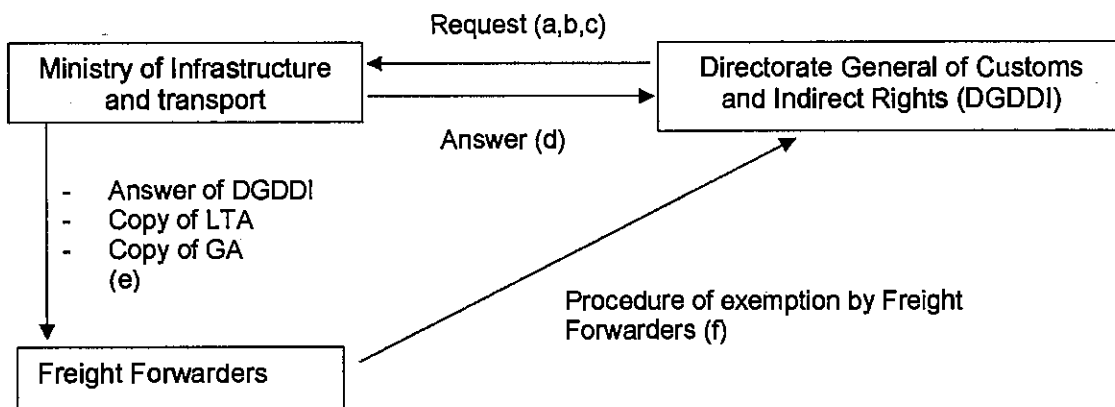 Request (a,b,c)
Ministry of Infrastructure
and transport
Directorate General of Customs
and Indirect Rights (DGDDI)
Answer (d)
- Answer of DGDDI
- Copy of LTA
- Copy of GA
(e)
Procedure of exemption by Freight
Forwarders (f)
Freight Forwarders